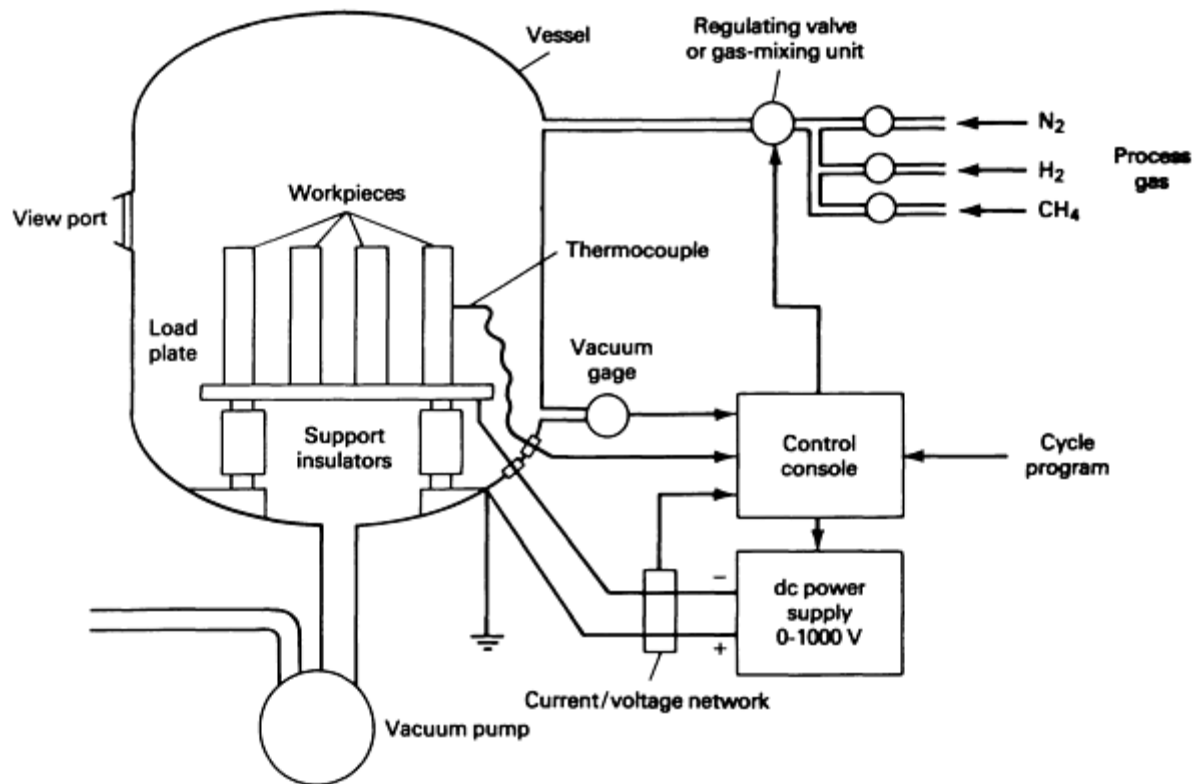 Vessel
Regulating valve
or gas-mixing unit
N2
H2
CH4
Process
gas
View port
Workpieces
Thermocouple
Load
plate
Vacuum
gage
Support
insulators
Control
console
Cycle
program
−
+
dc power
supply
0-1000 V
Current/voltage network
Vacuum pump